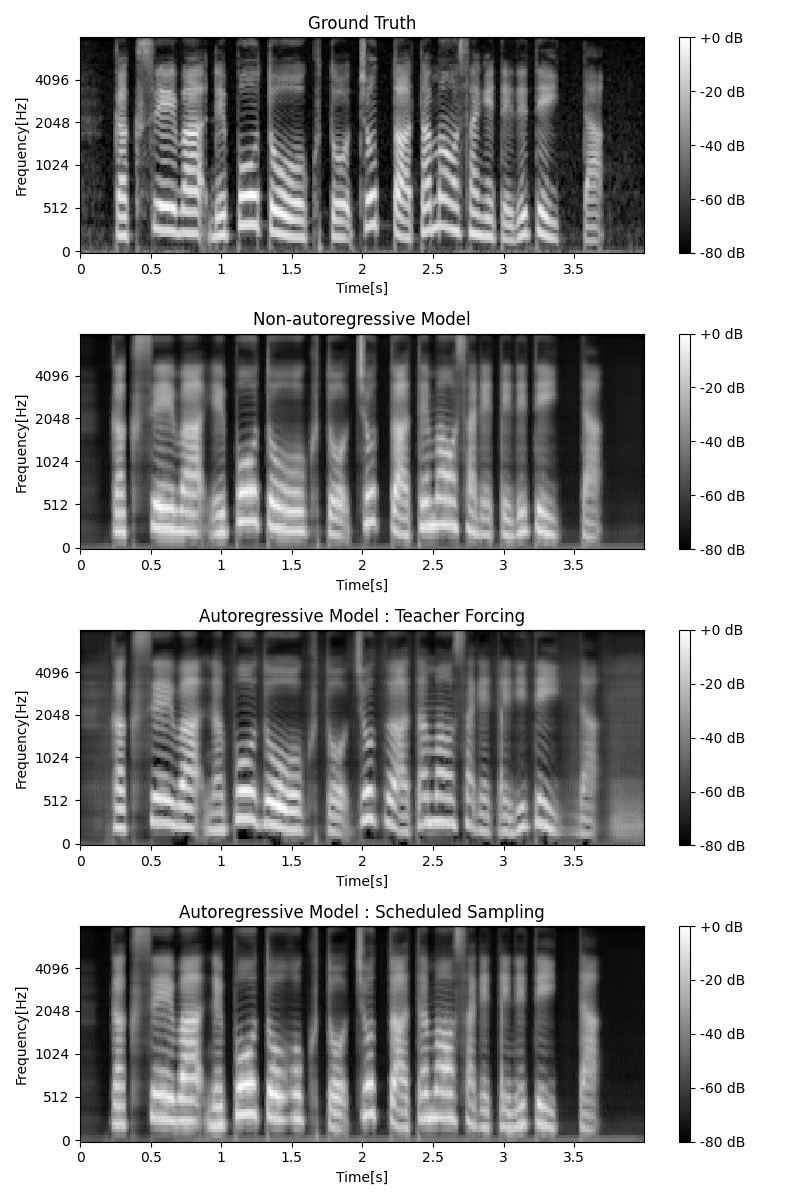 Ground Truth
Frequency[Hz]
4096
2048
1024
512
0
0 0.5 1 1.5 2 2.5 3 3.5
Time[s]
+0 dB
-20 dB
-40 dB
-60 dB
-80 dB
Non-autoregressive Model
Frequency[Hz]
4096
2048
1024
512
0
0 0.5 1 1.5 2 2.5 3 3.5
Time[s]
+0 dB
-20 dB
-40 dB
-60 dB
-80 dB
Autoregressive Model : Teacher Forcing
Frequency[Hz]
4096
2048
1024
512
0
0 0.5 1 1.5 2 2.5 3 3.5
Time[s]
+0 dB
-20 dB
-40 dB
-60 dB
-80 dB
Autoregressive Model : Scheduled Sampling
Frequency[Hz]
4096
2048
1024
512
0
0 0.5 1 1.5 2 2.5 3 3.5
Time[s]
+0 dB
-20 dB
-40 dB
-60 dB
-80 dB